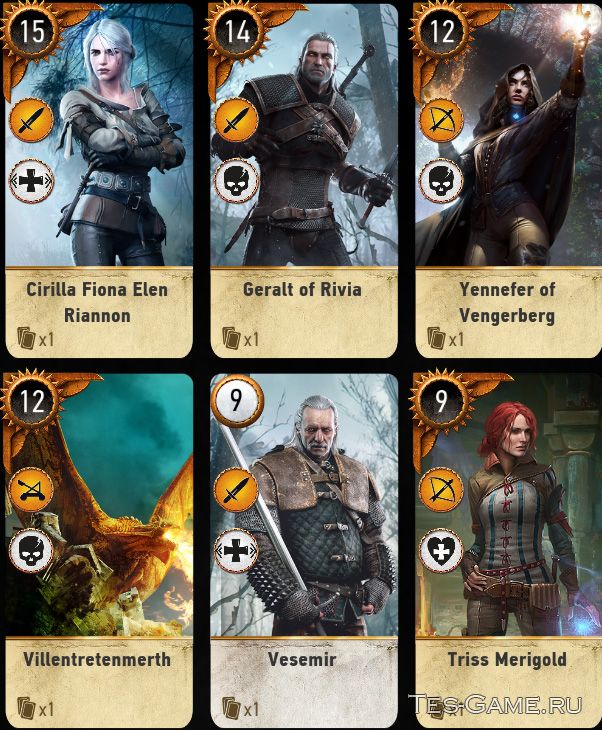 15
14
12
Cirilla Fiona Elen
Riannon
x1
Geralt of Rivia
x1
Yennefer of
Vengerberg
x1
12
9
9
Villentretenmerth
x1
Vesemir
x1
Triss Merigold
x1
Tes-Game.ru